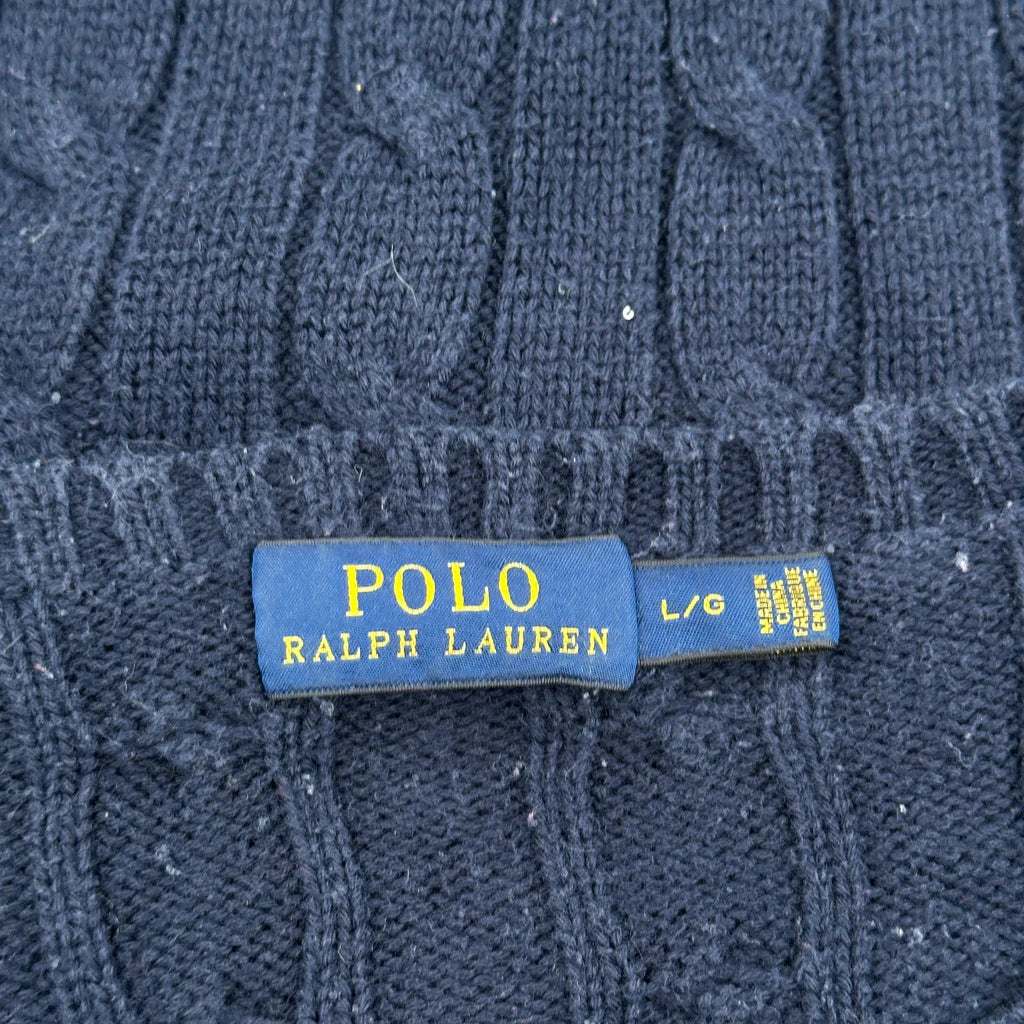 POLO
RALPH LAUREN
L/G
MADE IN
CHINA
FABRIQUE
EN CHINE